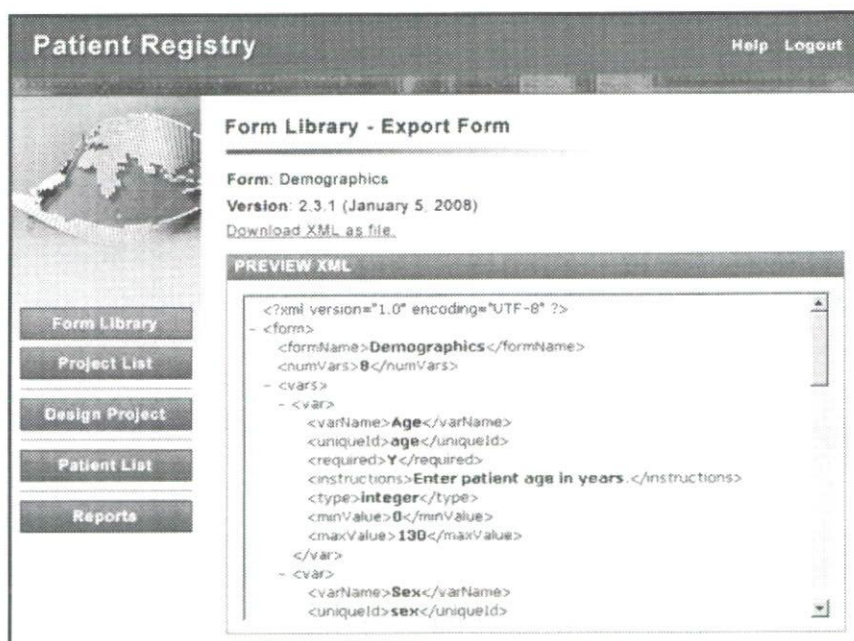 Patient Registry
Help Logout
Form Library - Export Form
Form: Demographics
Version: 2.3.1 (January 5, 2008)
Download XML as file.
PREVIEW XML
Form Library
Project List
Design Project
Patient List
Reports
<?xml version="1.0" encoding="UTF-8" ?>
- <form>
<formName>Demographics</formName>
<numVars>8</numVars>
- <vars>
- <var>
<varName>Age</varName>
<uniqueId>age</uniqueId>
<required>Y</required>
<instructions>Enter patient age in years.</instructions>
<type>integer</type>
<minValue>0</minValue>
<maxValue>130</maxValue>
</var>
- <var>
<varName>Sex</varName>
<uniqueId>sex</uniqueId>